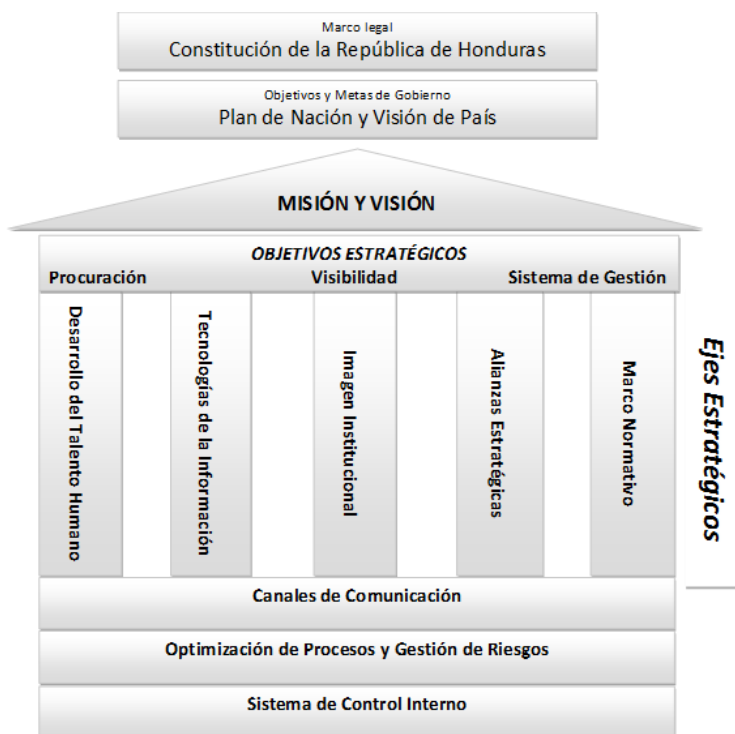 Marco legal
Constitución de la República de Honduras
Objetivos y Metas de Gobierno
Plan de Nación y Visión de País
MISIÓN Y VISIÓN
OBJETIVOS ESTRATÉGICOS
Procuración Visibilidad Sistema de Gestión
Desarrollo del Talento Humano
Tecnologías de la Información
Imagen Institucional
Alianzas Estratégicas
Marco Normativo
Ejes Estratégicos
Canales de Comunicación
Optimización de Procesos y Gestión de Riesgos
Sistema de Control Interno